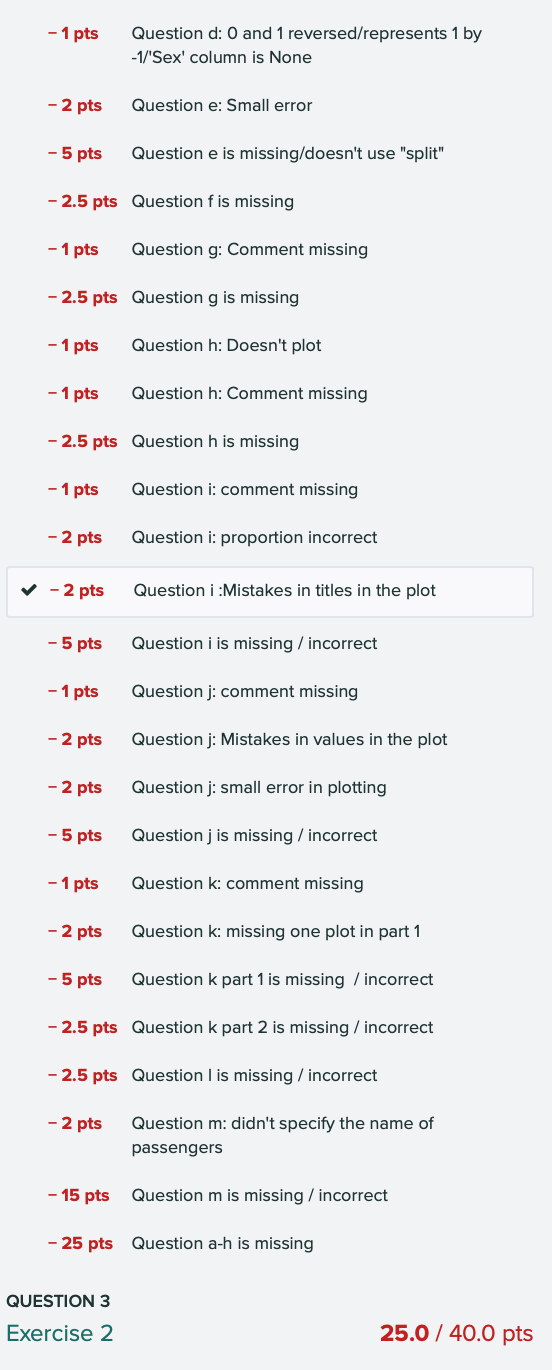 − 1 pts Question d: 0 and 1 reversed/represents 1 by
-1/'Sex' column is None
− 2 pts Question e: Small error
− 5 pts Question e is missing/doesn't use "split"
− 2.5 pts Question f is missing
− 1 pts Question g: Comment missing
− 2.5 pts Question g is missing
− 1 pts Question h: Doesn't plot
− 1 pts Question h: Comment missing
− 2.5 pts Question h is missing
− 1 pts Question i: comment missing
− 2 pts Question i: proportion incorrect
− 2 pts Question i :Mistakes in titles in the plot
− 5 pts Question i is missing / incorrect
− 1 pts Question j: comment missing
− 2 pts Question j: Mistakes in values in the plot
− 2 pts Question j: small error in plotting
− 5 pts Question j is missing / incorrect
− 1 pts Question k: comment missing
− 2 pts Question k: missing one plot in part 1
− 5 pts Question k part 1 is missing / incorrect
− 2.5 pts Question k part 2 is missing / incorrect
− 2.5 pts Question l is missing / incorrect
− 2 pts Question m: didn't specify the name of
passengers
− 15 pts Question m is missing / incorrect
− 25 pts Question a-h is missing
QUESTION 3
Exercise 2 25.0 / 40.0 pts